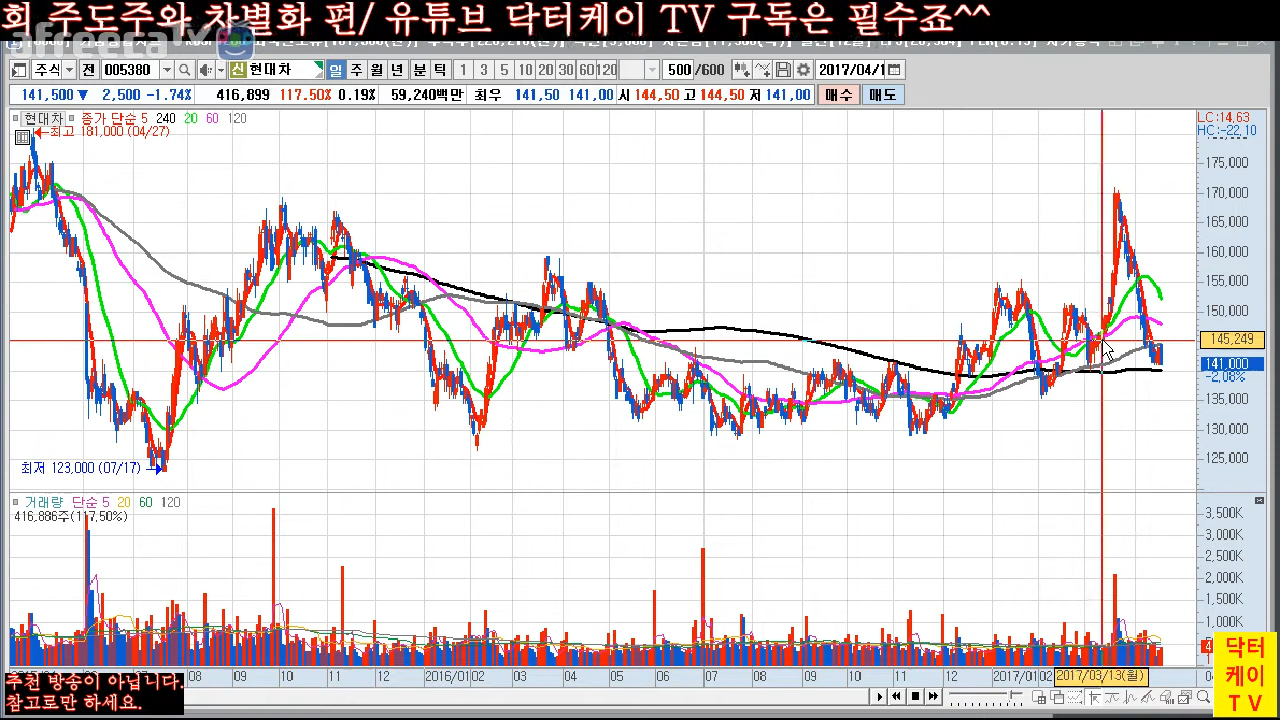 회 주도주와 차별화 편/ 유튜브 닥터케이 TV 구독은 필수죠^^
afreecaTV
주식 전 005380 신 현대차 일 주 월 년 분 틱 1 3 5 10 20 30 60 120 500 /600 2017/04/1
141,500 ▼ 2,500 -1.74% 416,899 117.50% 0.19% 59,240백만 최우 141,50 141,00 시 144,50 고 144,50 저 141,00 매수 매도
현대차 종가 단순 5 240 20 60 120
LC:14,63
HC:-22,10
최고 181,000 (04/27)
175,000
170,000
165,000
160,000
155,000
150,000
145,249
141,000
-2,08%
135,000
130,000
125,000
최저 123,000 (07/17)
거래량 단순 5 20 60 120
416,886주(117,50%)
3,500K
3,000K
2,500K
2,000K
1,500K
1,000K
09 10 11 12 2016/01 02 03 04 05 06 07 08 09 10 11 12 2017/01 02 2017/03/13(월)
추천 방송이 아닙니다.
참고로만 하세요.
닥터
케이
T V